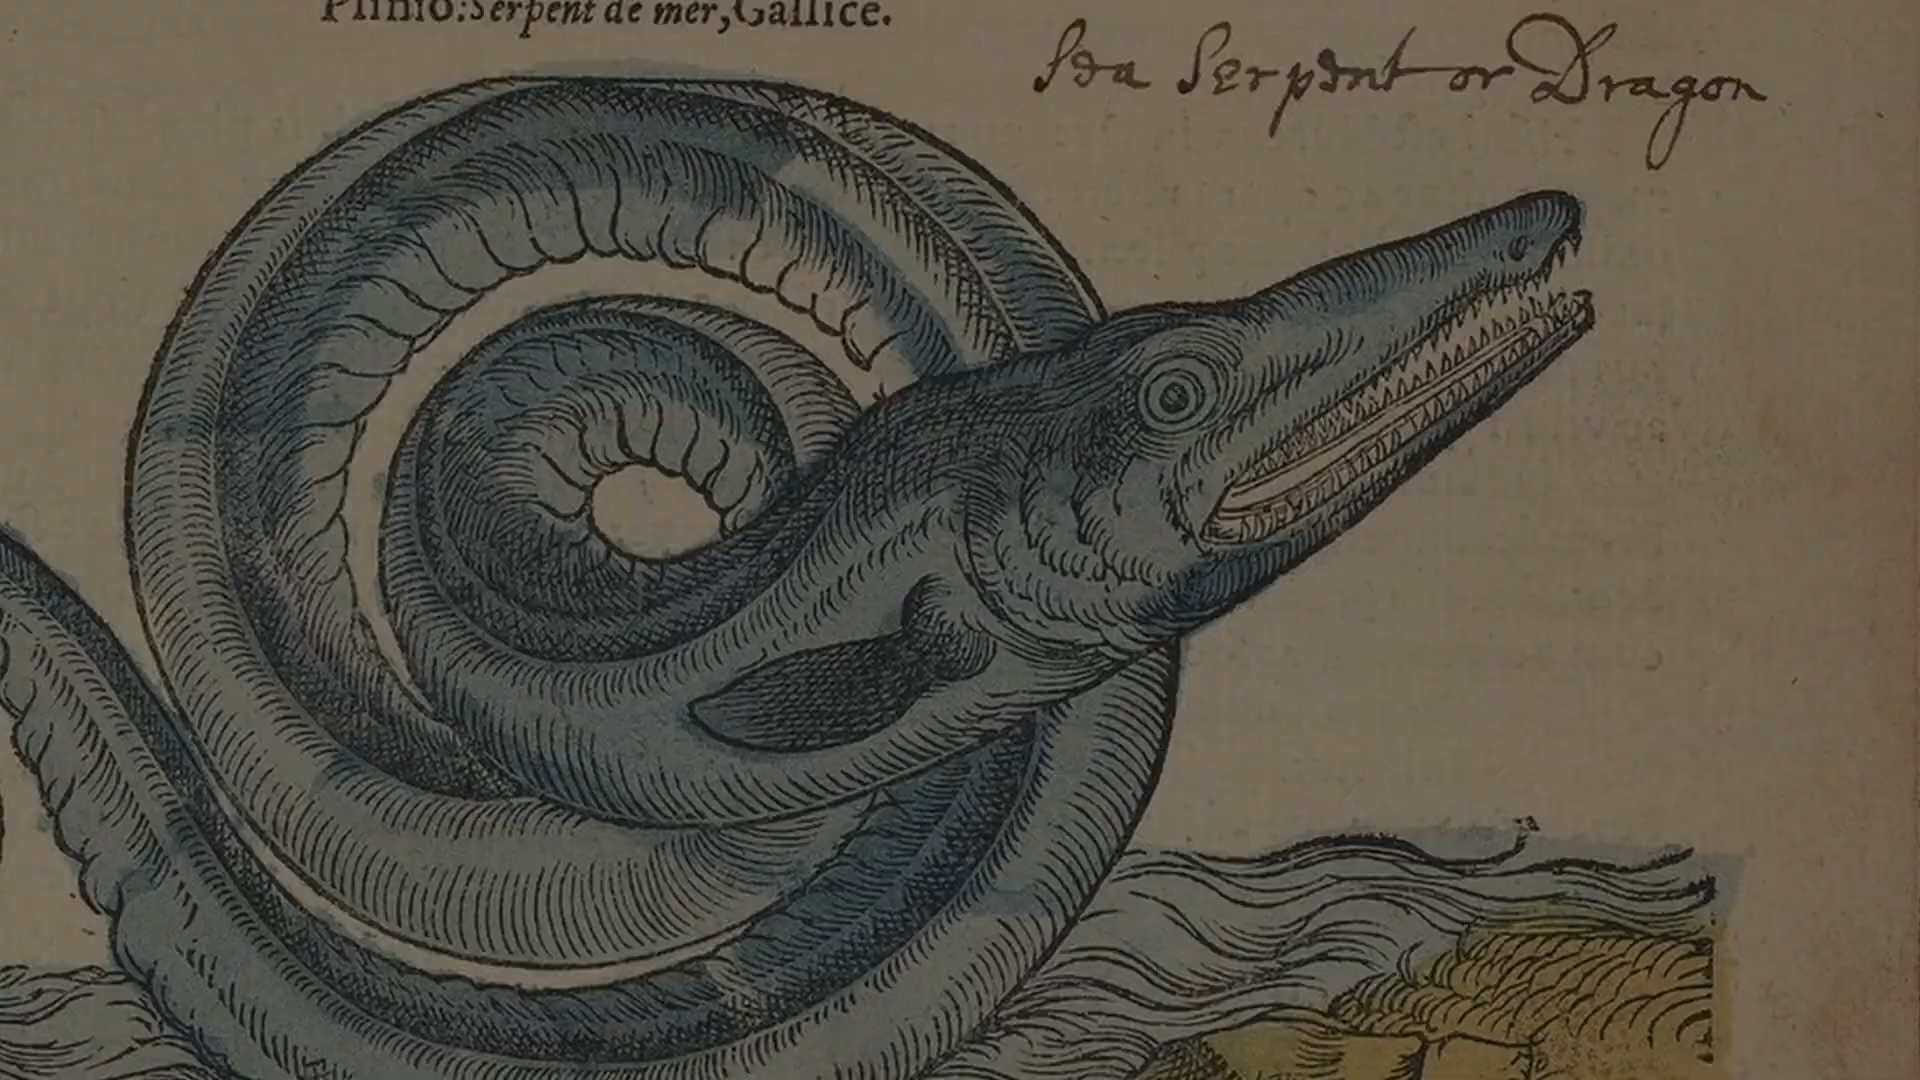 Plinio: Serpent de mer, Gallice.
Sea Serpent or Dragon